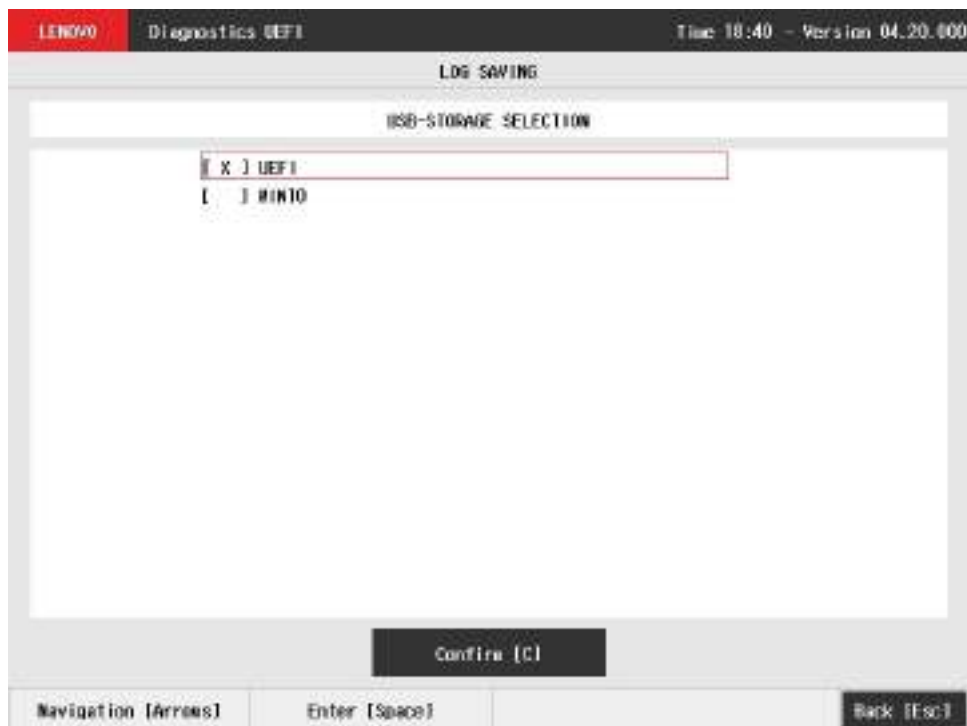 LENOVO Diagnostics UEFI Time 18:40 - Version 04.20.000
LOG SAVING
USB-STORAGE SELECTION
[ X ] UEFI
[   ] WIN10
Confirm [C]
Navigation [Arrows] Enter [Space] Back [Esc]